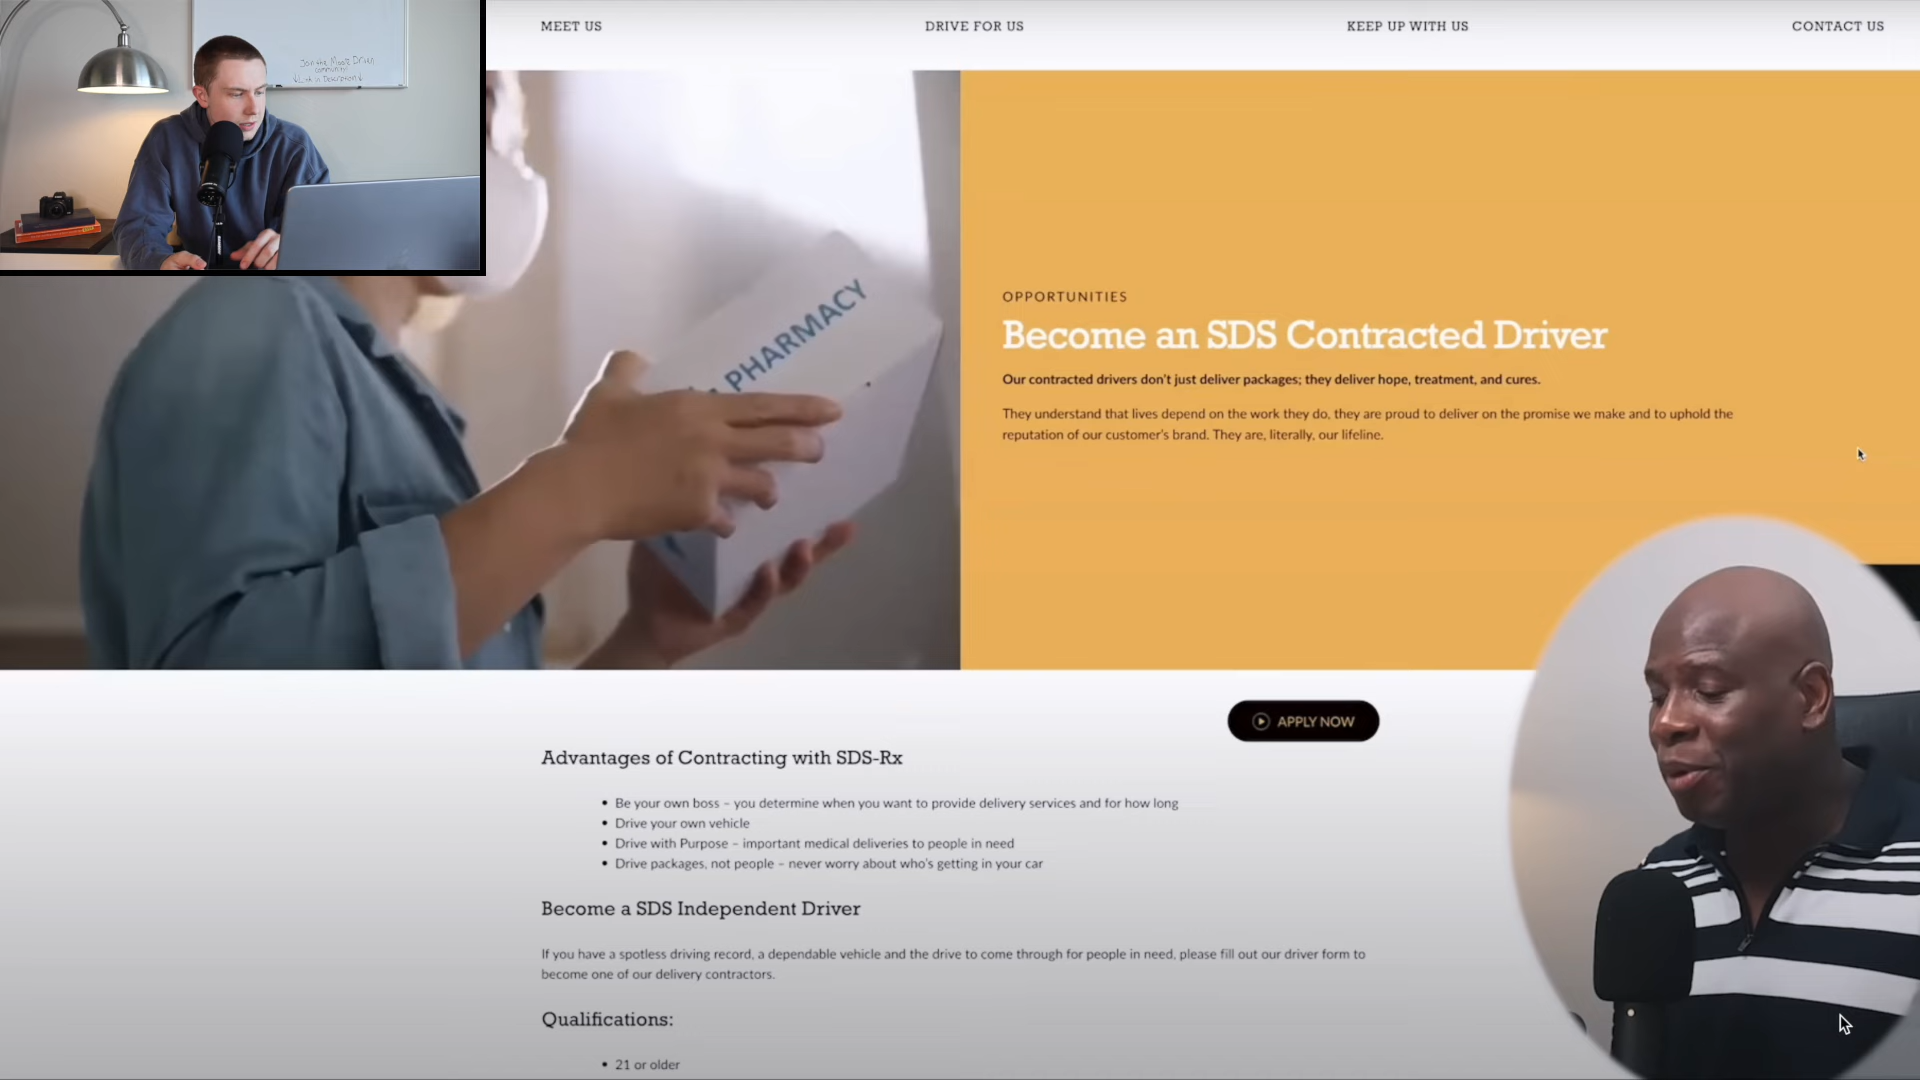 MEET US
DRIVE FOR US
KEEP UP WITH US
CONTACT US
Join the Moore Driven
community!
↓Link in Description↓
PHARMACY
OPPORTUNITIES
Become an SDS Contracted Driver
Our contracted drivers don't just deliver packages; they deliver hope, treatment, and cures.
They understand that lives depend on the work they do, they are proud to deliver on the promise we make and to uphold the
reputation of our customer's brand. They are, literally, our lifeline.
APPLY NOW
Advantages of Contracting with SDS-Rx
• Be your own boss – you determine when you want to provide delivery services and for how long
• Drive your own vehicle
• Drive with Purpose – important medical deliveries to people in need
• Drive packages, not people – never worry about who's getting in your car
Become a SDS Independent Driver
If you have a spotless driving record, a dependable vehicle and the drive to come through for people in need, please fill out our driver form to
become one of our delivery contractors.
Qualifications:
• 21 or older